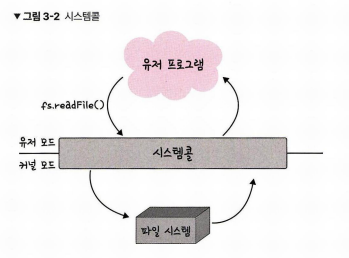 ▼ 그림 3-2 시스템콜
유저 프로그램
fs.readFile()
유저 모드
시스템콜
커널 모드
파일 시스템